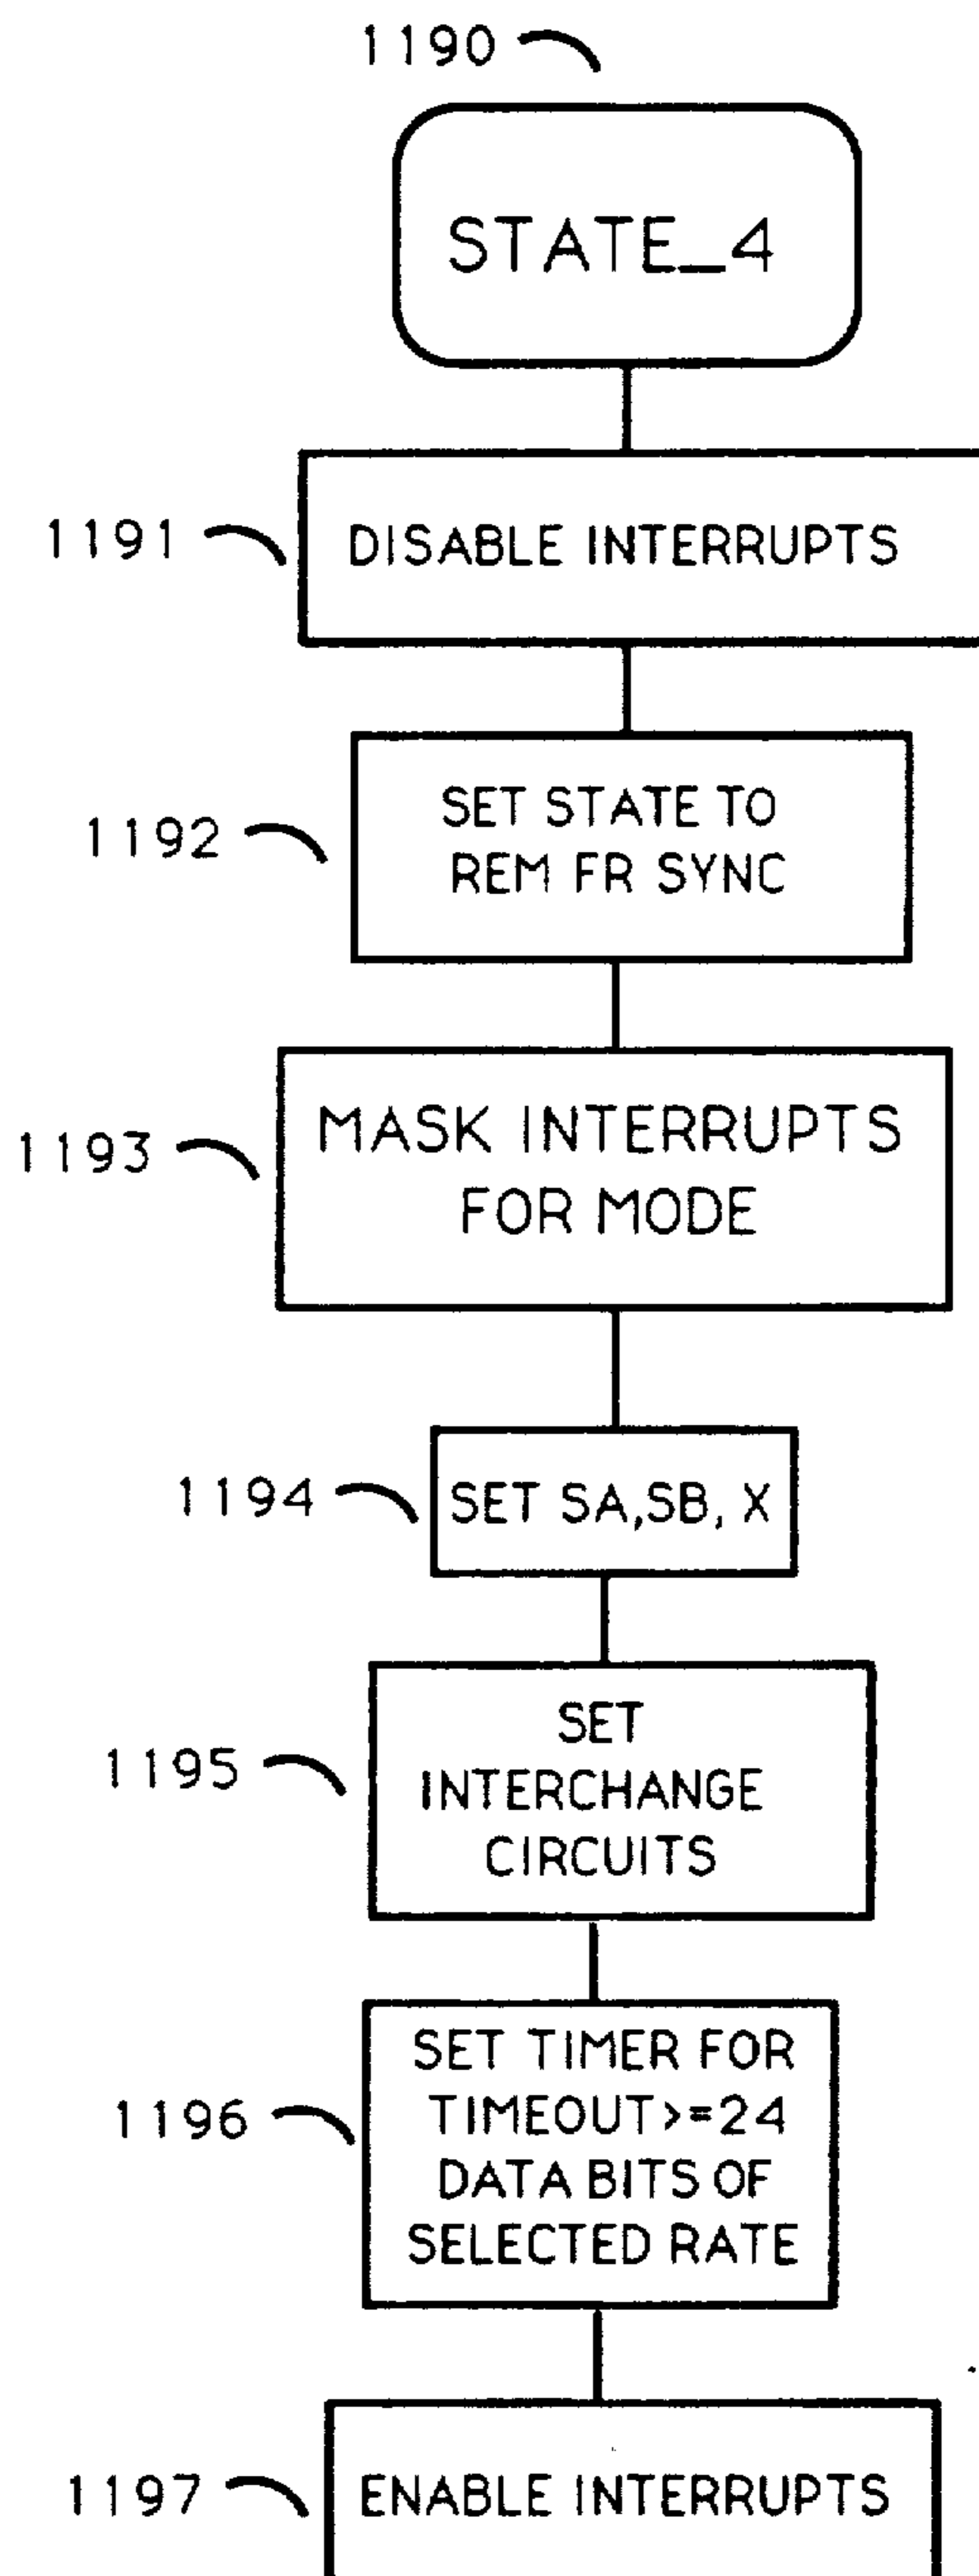 1190
STATE_4
1191
DISABLE INTERRUPTS
1192
SET STATE TO
REM FR SYNC
1193
MASK INTERRUPTS
FOR MODE
1194
SET SA,SB, X
1195
SET
INTERCHANGE
CIRCUITS
1196
SET TIMER FOR
TIMEOUT>=24
DATA BITS OF
SELECTED RATE
1197
ENABLE INTERRUPTS